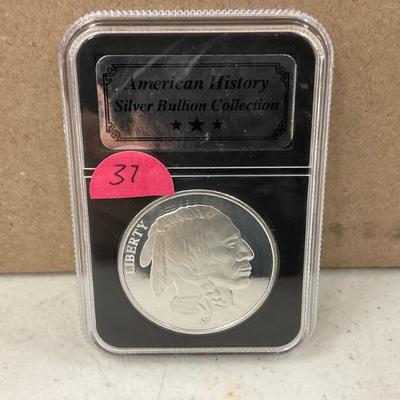 American History
Silver Bullion Collection
37
LIBERTY